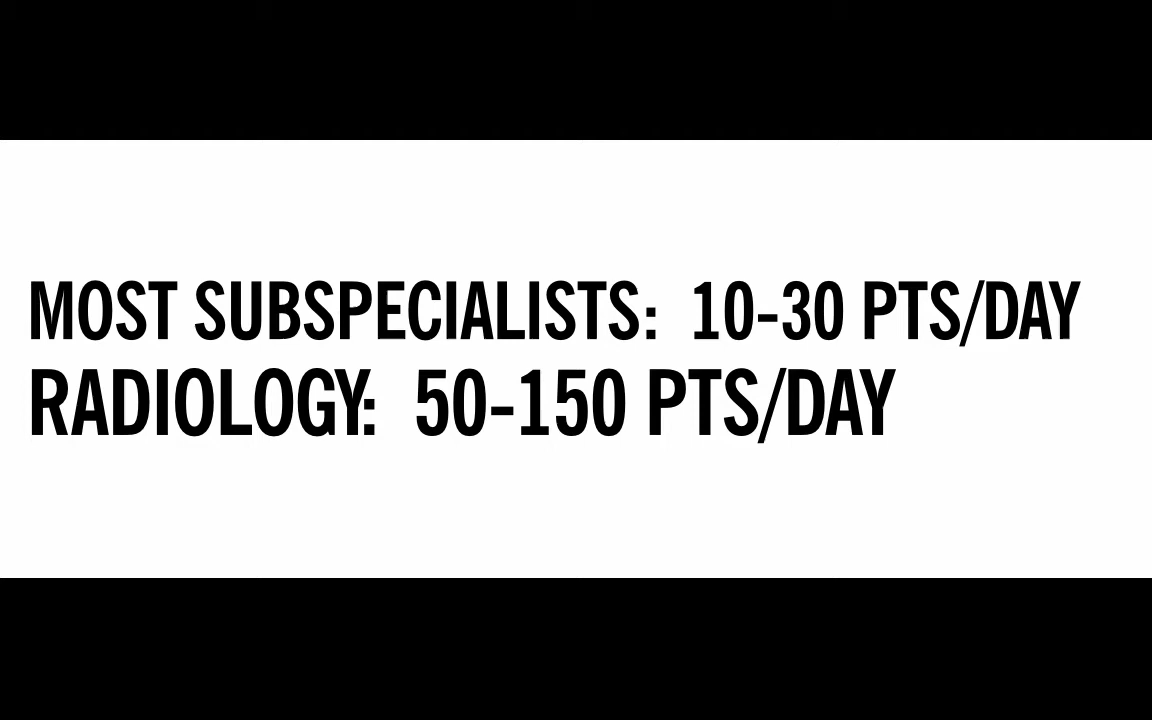 MOST SUBSPECIALISTS: 10-30 PTS/DAY
RADIOLOGY: 50-150 PTS/DAY